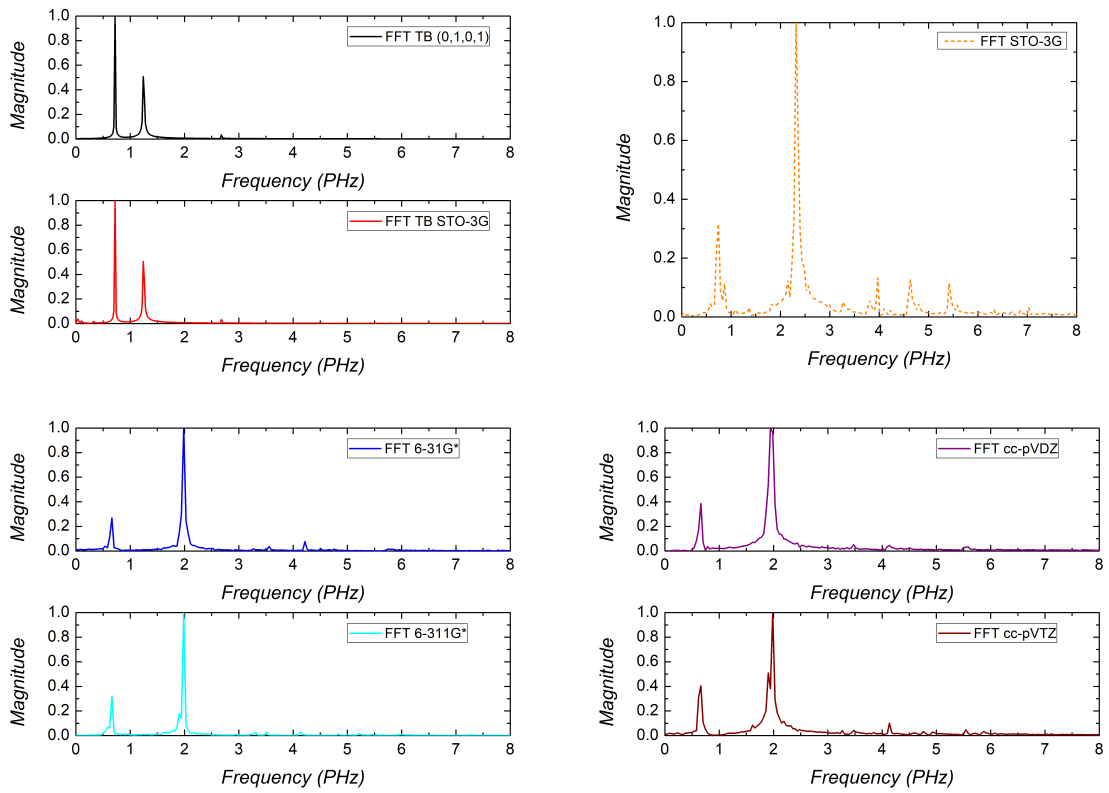 FFT TB (0,1,0,1)
Magnitude
1.0
0.8
0.6
0.4
0.2
0.0
0 1 2 3 4 5 6 7 8
Frequency (PHz)
FFT TB STO-3G
Magnitude
1.0
0.8
0.6
0.4
0.2
0.0
0 1 2 3 4 5 6 7 8
Frequency (PHz)
FFT STO-3G
Magnitude
1.0
0.8
0.6
0.4
0.2
0.0
0 1 2 3 4 5 6 7 8
Frequency (PHz)
FFT 6-31G*
Magnitude
1.0
0.8
0.6
0.4
0.2
0.0
0 1 2 3 4 5 6 7 8
Frequency (PHz)
FFT cc-pVDZ
Magnitude
1.0
0.8
0.6
0.4
0.2
0.0
0 1 2 3 4 5 6 7 8
Frequency (PHz)
FFT 6-311G*
Magnitude
1.0
0.8
0.6
0.4
0.2
0.0
0 1 2 3 4 5 6 7 8
Frequency (PHz)
FFT cc-pVTZ
Magnitude
1.0
0.8
0.6
0.4
0.2
0.0
0 1 2 3 4 5 6 7 8
Frequency (PHz)